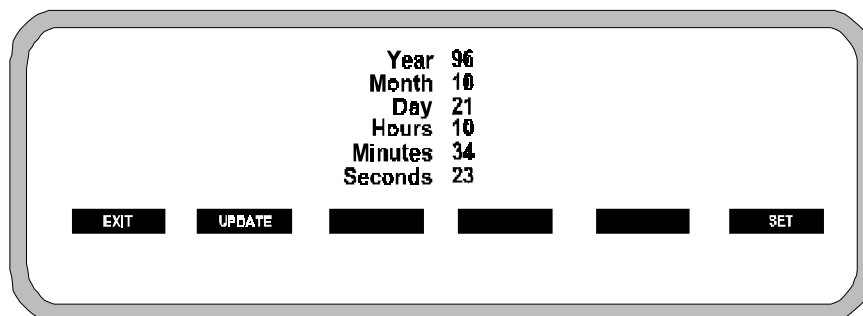 Year 96
Month 10
Day 21
Hours 10
Minutes 34
Seconds 23
EXIT UPDATE SET